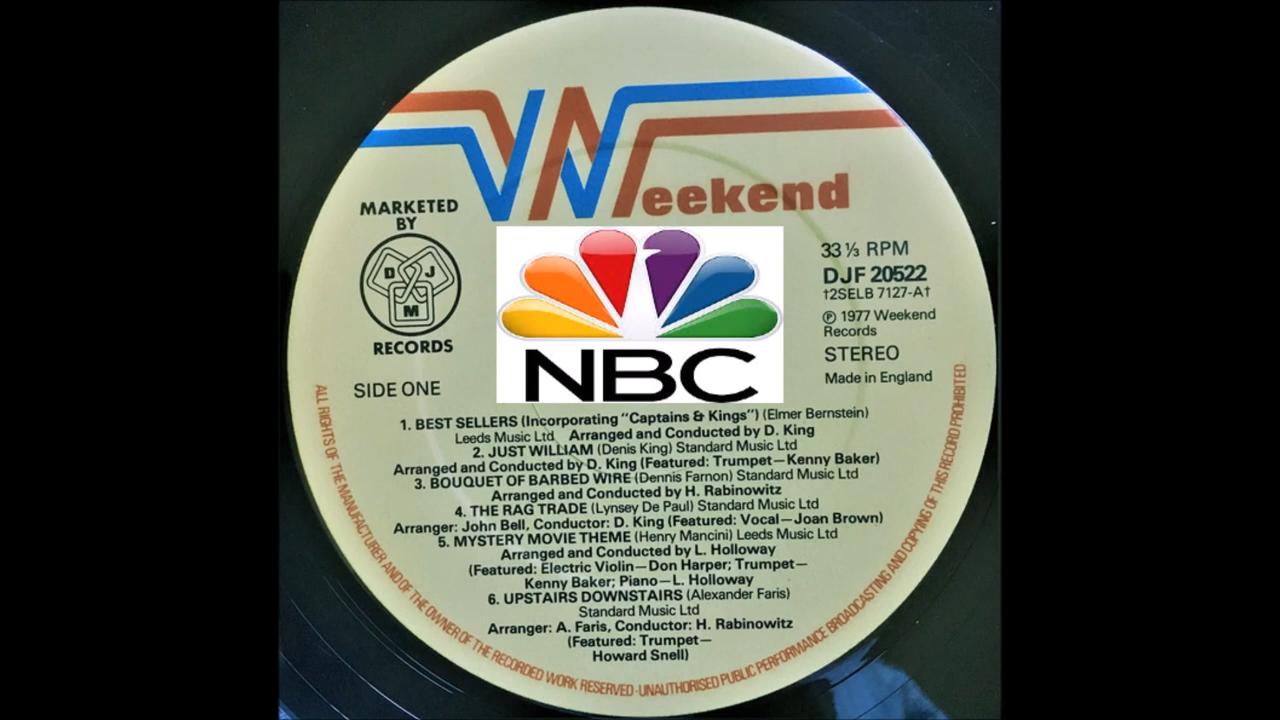 Weekend
MARKETED
BY
DJM
RECORDS
SIDE ONE
NBC
33 ⅓ RPM
DJF 20522
†2SELB 7127-A†
℗ 1977 Weekend
Records
STEREO
Made in England
1. BEST SELLERS (Incorporating "Captains & Kings") (Elmer Bernstein)
Leeds Music Ltd Arranged and Conducted by D. King
2. JUST WILLIAM (Denis King) Standard Music Ltd
Arranged and Conducted by D. King (Featured: Trumpet—Kenny Baker)
3. BOUQUET OF BARBED WIRE (Dennis Farnon) Standard Music Ltd
Arranged and Conducted by H. Rabinowitz
4. THE RAG TRADE (Lynsey De Paul) Standard Music Ltd
Arranger: John Bell, Conductor: D. King (Featured: Vocal—Joan Brown)
5. MYSTERY MOVIE THEME (Henry Mancini) Leeds Music Ltd
Arranged and Conducted by L. Holloway
(Featured: Electric Violin—Don Harper; Trumpet—
Kenny Baker; Piano—L. Holloway
6. UPSTAIRS DOWNSTAIRS (Alexander Faris)
Standard Music Ltd
Arranger: A. Faris, Conductor: H. Rabinowitz
(Featured: Trumpet—
Howard Snell)
ALL RIGHTS OF THE MANUFACTURER AND OF THE OWNER OF THE RECORDED WORK RESERVED·UNAUTHORISED PUBLIC PERFORMANCE BROADCASTING AND COPYING OF THIS RECORD PROHIBITED